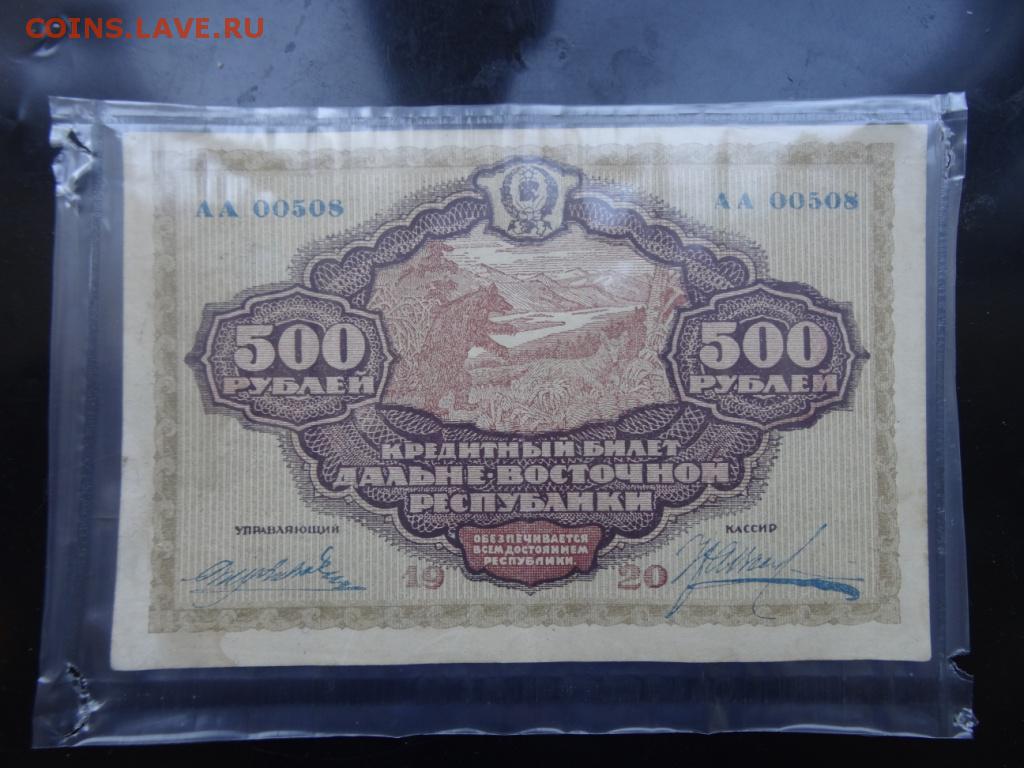 COINS.LAVE.RU
АА 00508
АА 00508
500
РУБЛЕЙ
500
РУБЛЕЙ
КРЕДИТНЫЙ БИЛЕТ
ДАЛЬНЕ-ВОСТОЧНОЙ
РЕСПУБЛИКИ
УПРАВЛЯЮЩИЙ
КАССИР
ОБЕЗПЕЧИВАЕТСЯ
ВСЕМ ДОСТОЯНИЕМ
РЕСПУБЛИКИ.
19 20